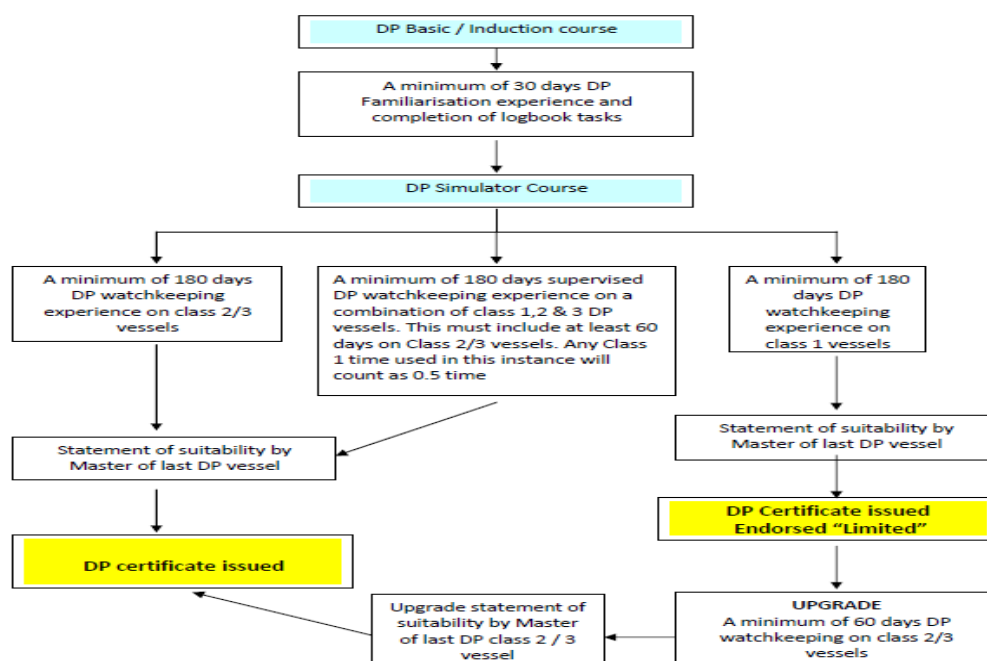 DP Basic / Induction course
A minimum of 30 days DP
Familiarisation experience and
completion of logbook tasks
DP Simulator Course
A minimum of 180 days
DP watchkeeping
experience on class 2/3
vessels
A minimum of 180 days supervised
DP watchkeeping experience on a
combination of class 1,2 & 3 DP
vessels. This must include at least 60
days on Class 2/3 vessels. Any Class
1 time used in this instance will
count as 0.5 time
A minimum of 180
days DP
watchkeeping
experience on
class 1 vessels
Statement of suitability by
Master of last DP vessel
Statement of suitability by
Master of last DP vessel
DP Certificate issued
Endorsed “Limited”
DP certificate issued
Upgrade statement of
suitability by Master
of last DP class 2 / 3
vessel
UPGRADE
A minimum of 60 days DP
watchkeeping on class 2/3
vessels